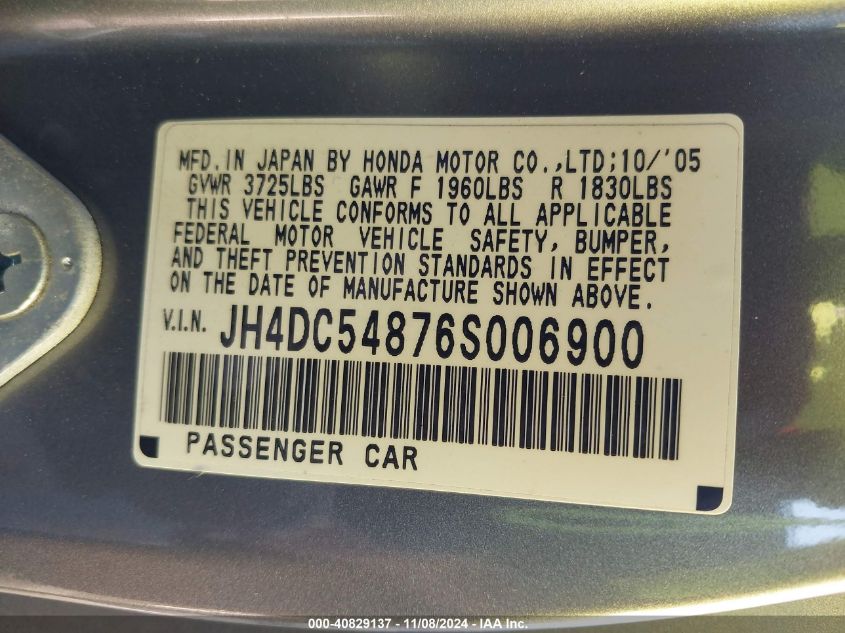 MFD. IN JAPAN BY HONDA MOTOR CO.,LTD;10/'05
GVWR 3725LBS GAWR F 1960LBS R 1830LBS
THIS VEHICLE CONFORMS TO ALL APPLICABLE
FEDERAL MOTOR VEHICLE SAFETY, BUMPER,
AND THEFT PREVENTION STANDARDS IN EFFECT
ON THE DATE OF MANUFACTURE SHOWN ABOVE.
V.I.N. JH4DC54876S006900
PASSENGER CAR
000-40829137 - 11/08/2024 - IAA Inc.